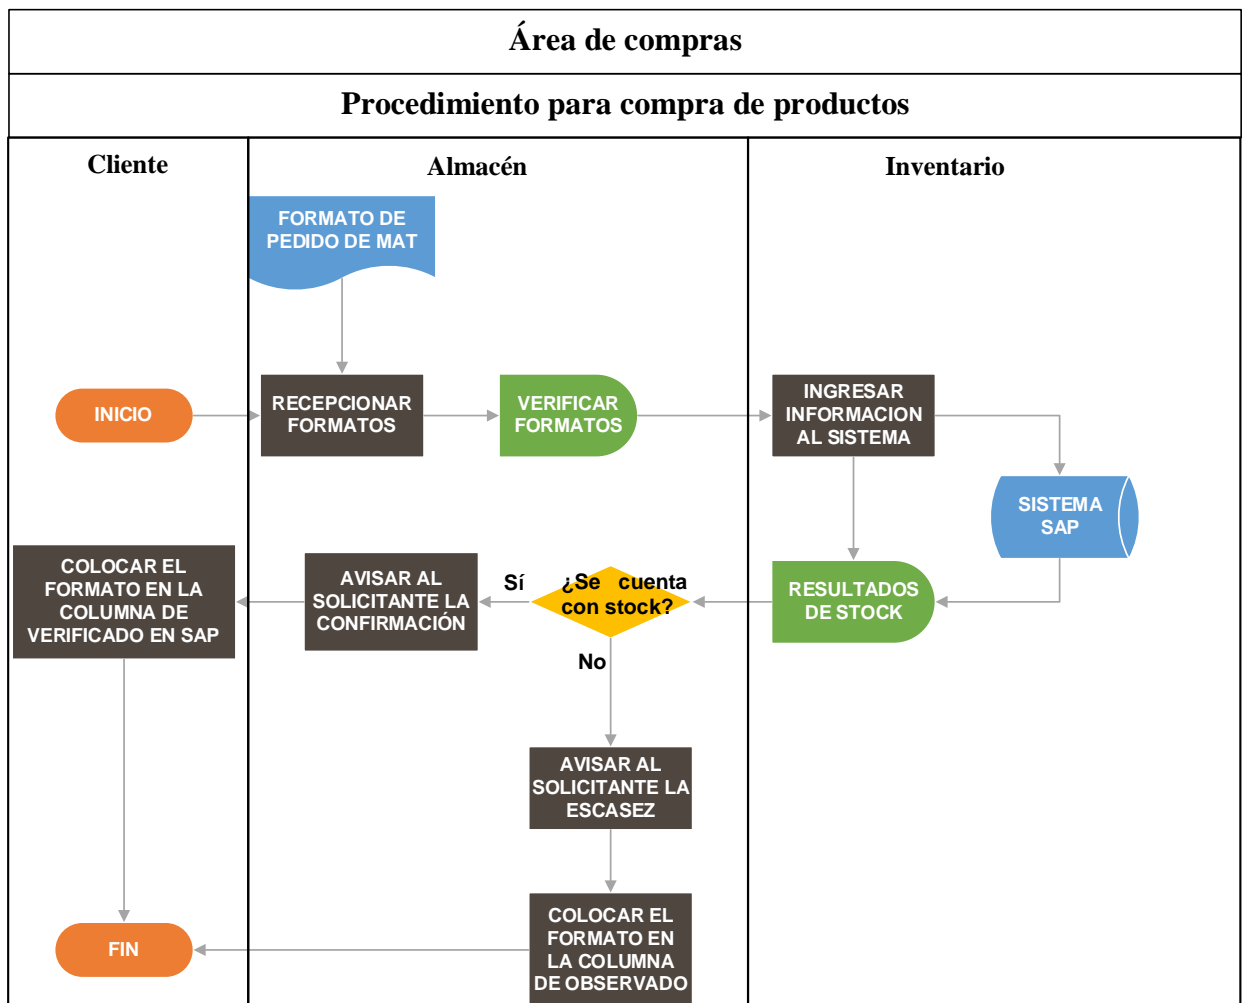 Área de compras
Procedimiento para compra de productos
Cliente
Almacén
Inventario
FORMATO DE
PEDIDO DE MAT
INICIO
RECEPCIONAR
FORMATOS
VERIFICAR
FORMATOS
INGRESAR
INFORMACION
AL SISTEMA
SISTEMA
SAP
COLOCAR EL
FORMATO EN LA
COLUMNA DE
VERIFICADO EN SAP
AVISAR AL
SOLICITANTE LA
CONFIRMACIÓN
Sí
¿Se cuenta
con stock?
RESULTADOS
DE STOCK
No
AVISAR AL
SOLICITANTE LA
ESCASEZ
FIN
COLOCAR EL
FORMATO EN
LA COLUMNA
DE OBSERVADO